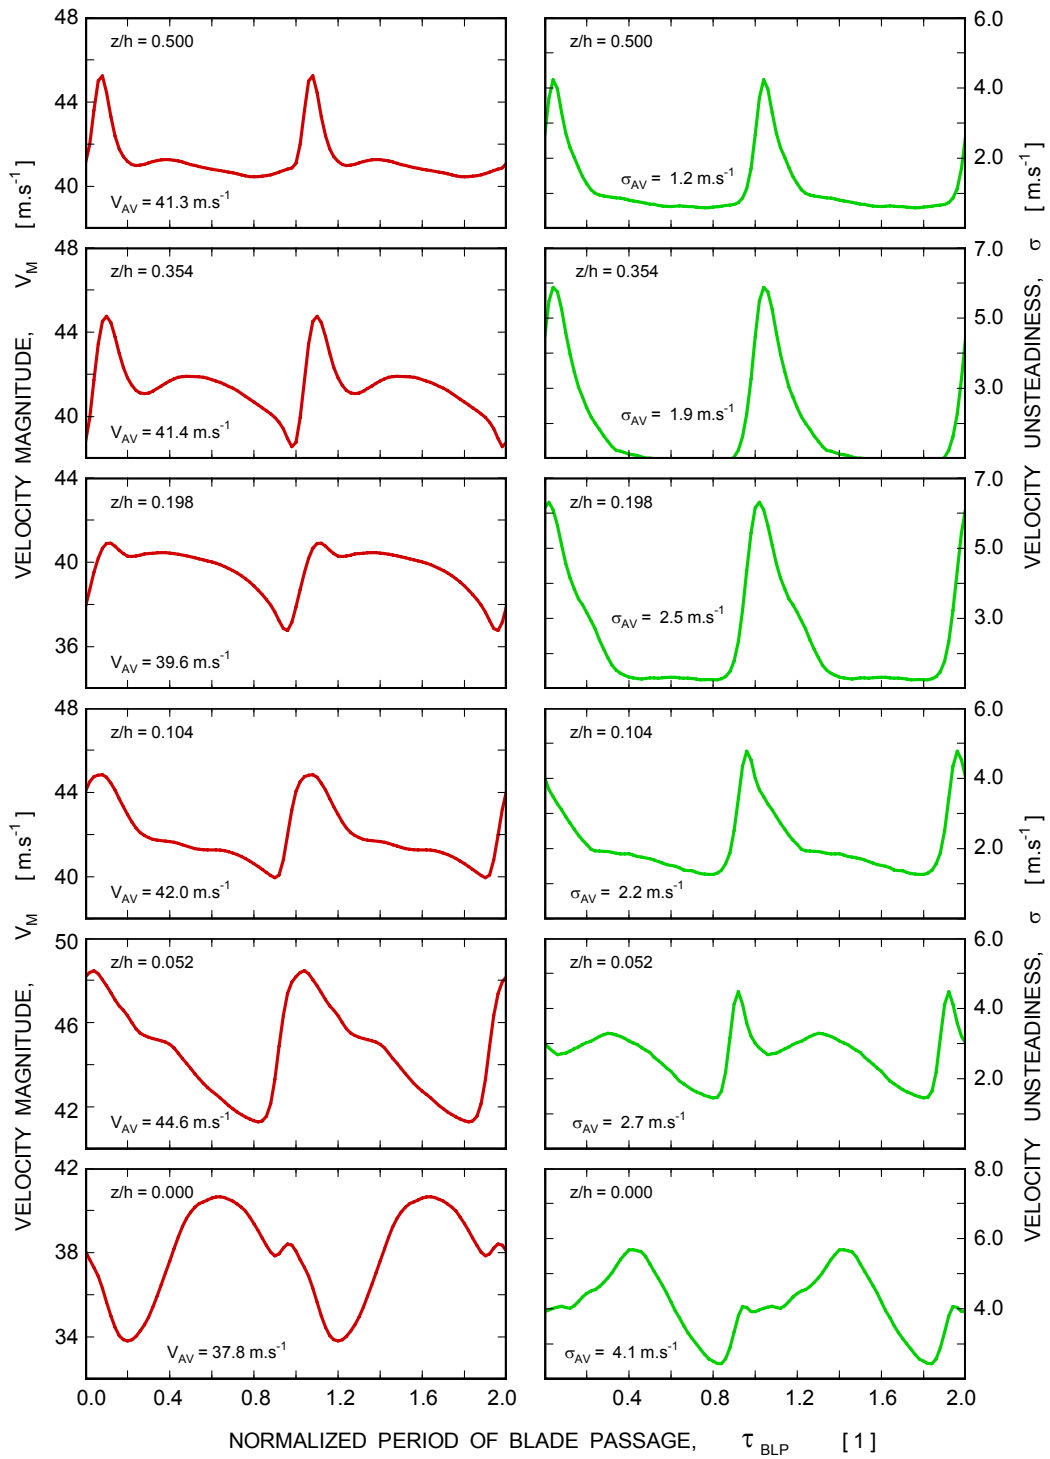 48
44
40
z/h = 0.500
V_AV = 41.3 m.s⁻¹
z/h = 0.500
σ_AV = 1.2 m.s⁻¹
6.0
4.0
2.0
48
44
40
z/h = 0.354
V_AV = 41.4 m.s⁻¹
z/h = 0.354
σ_AV = 1.9 m.s⁻¹
7.0
5.0
3.0
44
40
36
z/h = 0.198
V_AV = 39.6 m.s⁻¹
z/h = 0.198
σ_AV = 2.5 m.s⁻¹
7.0
5.0
3.0
VELOCITY MAGNITUDE, V_M [ m.s⁻¹]
VELOCITY UNSTEADINESS, σ [ m.s⁻¹]
48
44
40
z/h = 0.104
V_AV = 42.0 m.s⁻¹
z/h = 0.104
σ_AV = 2.2 m.s⁻¹
6.0
4.0
2.0
50
46
42
z/h = 0.052
V_AV = 44.6 m.s⁻¹
z/h = 0.052
σ_AV = 2.7 m.s⁻¹
6.0
4.0
2.0
42
38
34
z/h = 0.000
V_AV = 37.8 m.s⁻¹
z/h = 0.000
σ_AV = 4.1 m.s⁻¹
8.0
6.0
4.0
VELOCITY MAGNITUDE, V_M [ m.s⁻¹]
VELOCITY UNSTEADINESS, σ [ m.s⁻¹]
0.0 0.4 0.8 1.2 1.6 2.0
0.4 0.8 1.2 1.6 2.0
NORMALIZED PERIOD OF BLADE PASSAGE, τ_BLP [ 1 ]